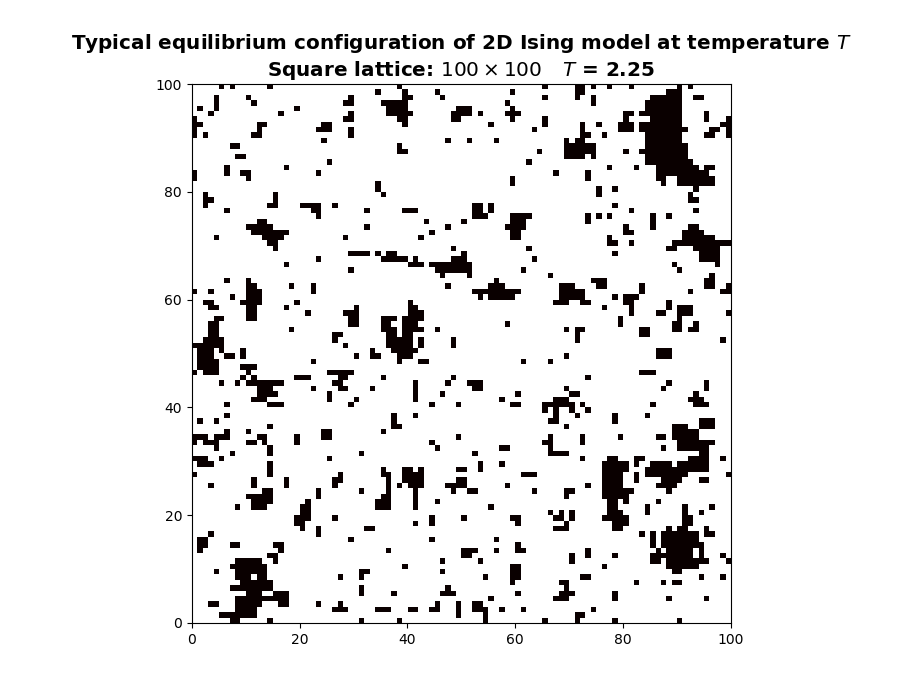 Typical equilibrium configuration of 2D Ising model at temperature T
Square lattice: 100 × 100 T = 2.25
100
80
60
40
20
0
0 20 40 60 80 100